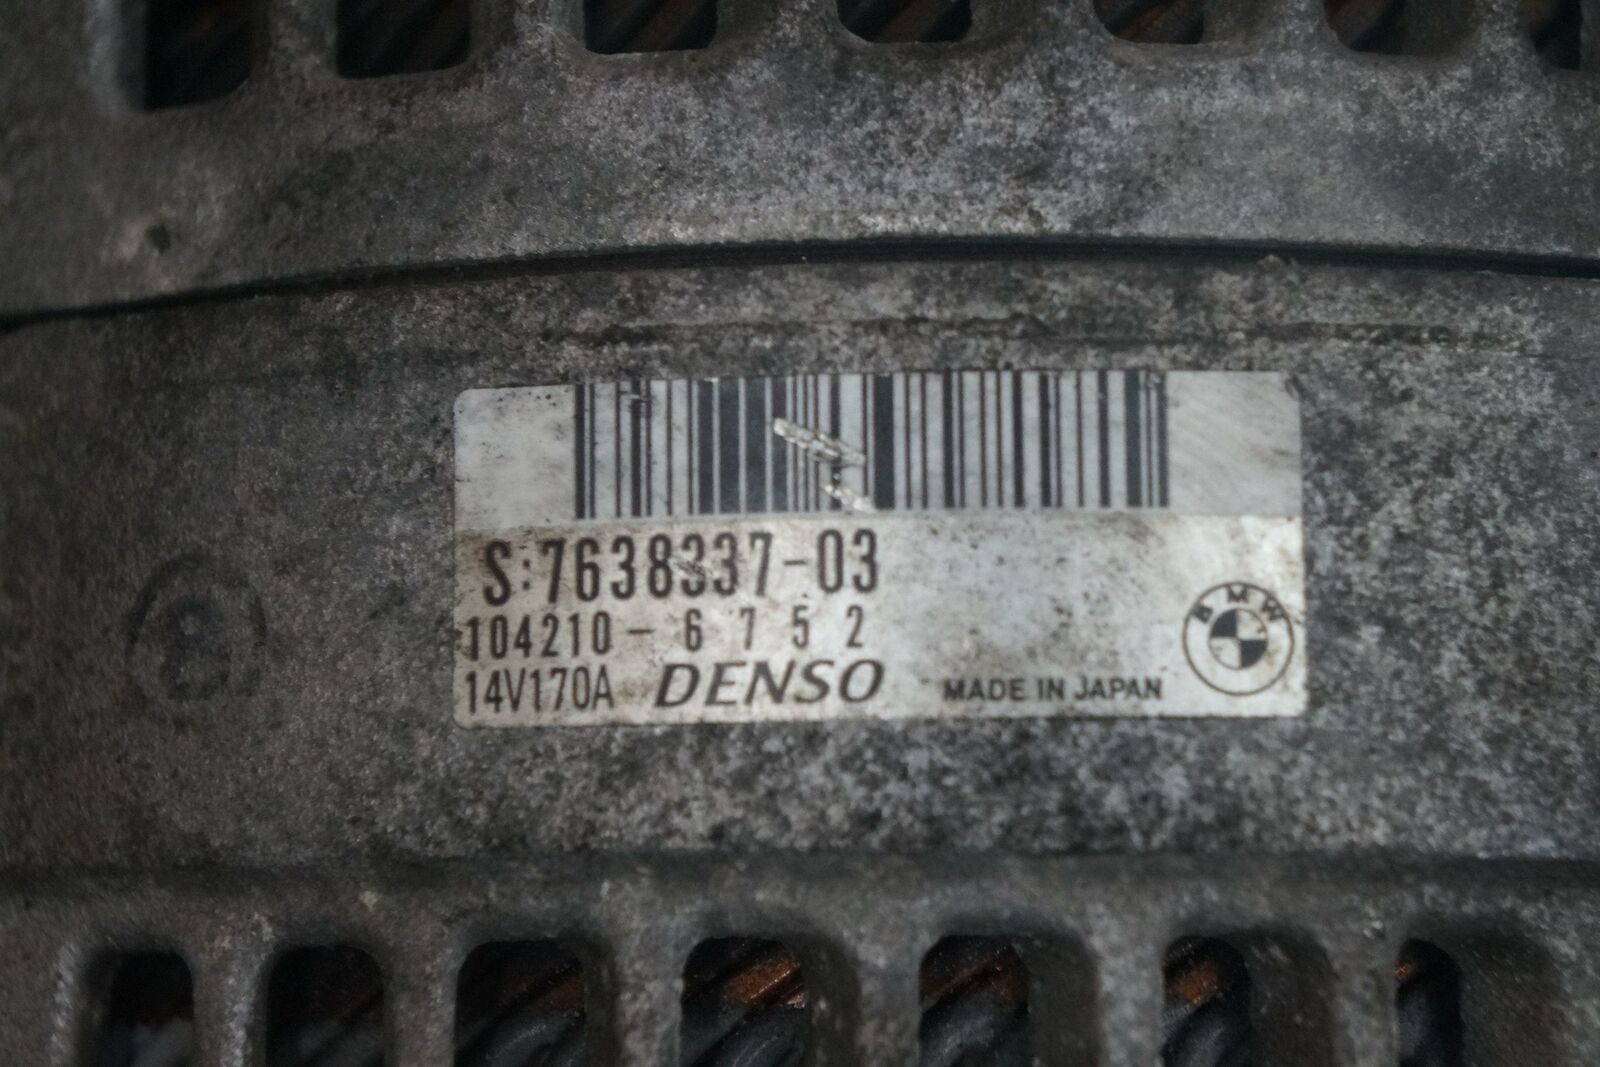 S:7638337-03
104210-6752
14V170A DENSO MADE IN JAPAN
BMW